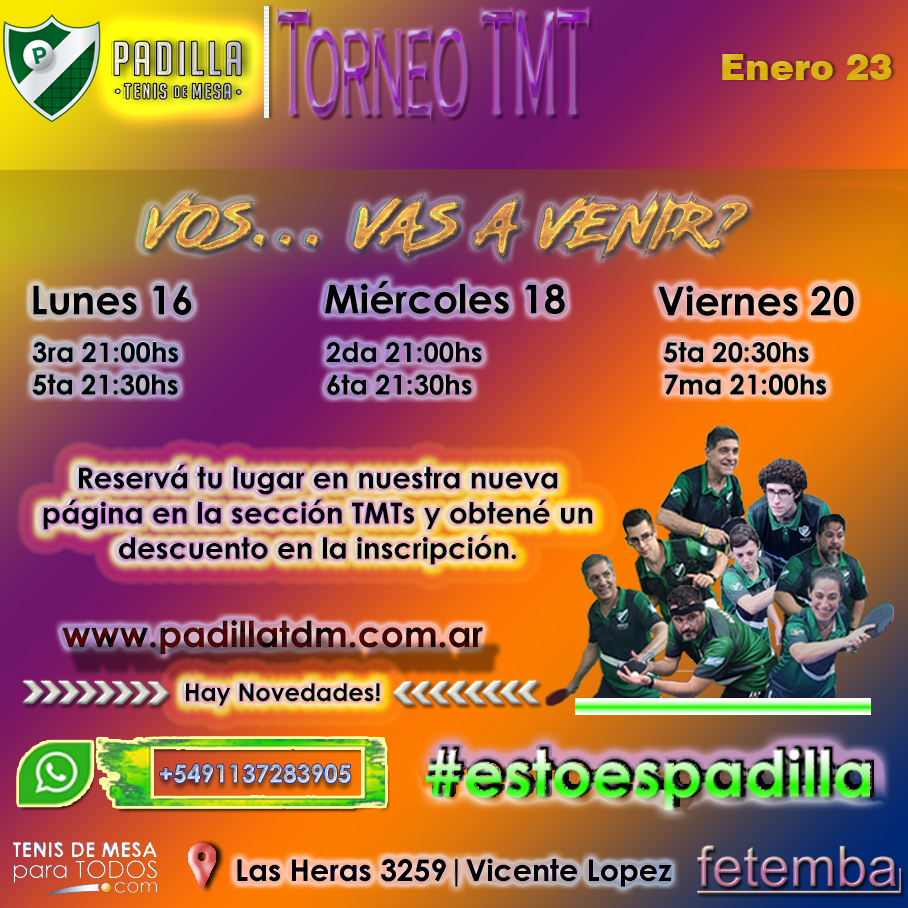 P
PADILLA
• TENIS DE MESA •
TORNEO TMT
Enero 23
VOS... VAS A VENIR?
Lunes 16
3ra 21:00hs
5ta 21:30hs
Miércoles 18
2da 21:00hs
6ta 21:30hs
Viernes 20
5ta 20:30hs
7ma 21:00hs
Reservá tu lugar en nuestra nueva
página en la sección TMTs y obtené un
descuento en la inscripción.
www.padillatdm.com.ar
Hay Novedades!
+5491137283905
#estoespadilla
TENIS DE MESA
para TODOS
.com
Las Heras 3259|Vicente Lopez
fetemba